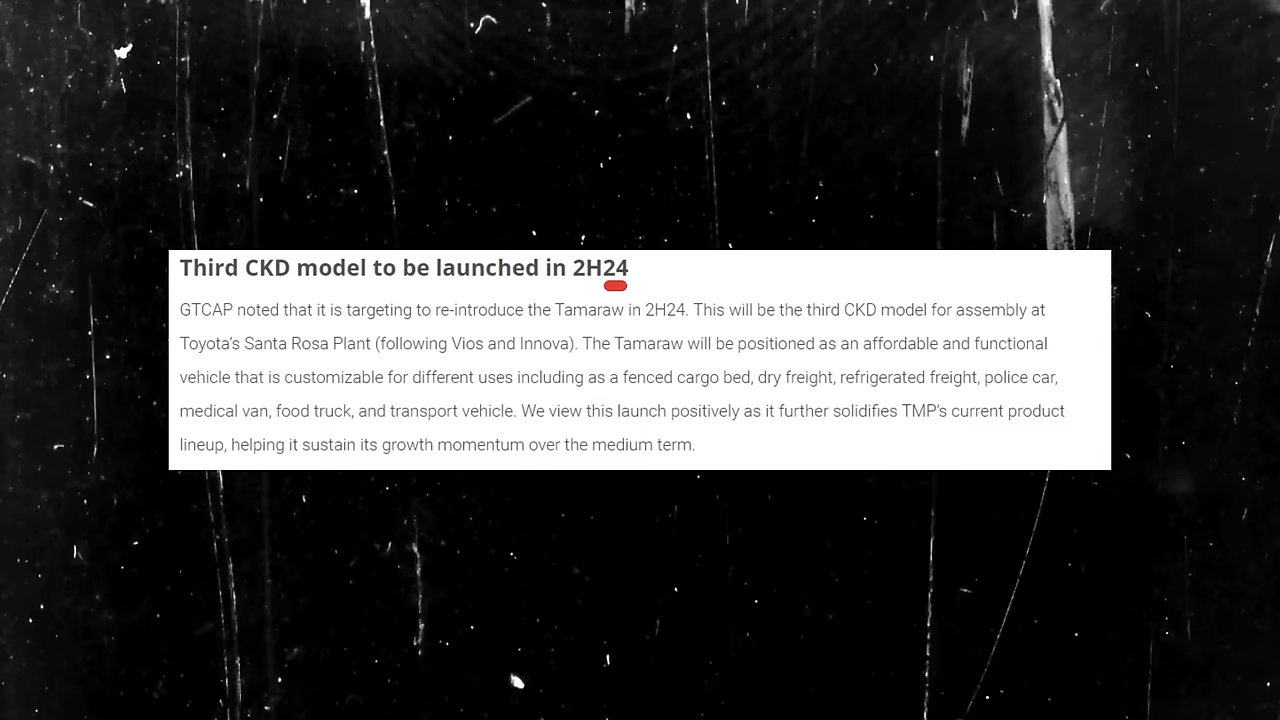 Third CKD model to be launched in 2H24
GTCAP noted that it is targeting to re-introduce the Tamaraw in 2H24. This will be the third CKD model for assembly at
Toyota’s Santa Rosa Plant (following Vios and Innova). The Tamaraw will be positioned as an affordable and functional
vehicle that is customizable for different uses including as a fenced cargo bed, dry freight, refrigerated freight, police car,
medical van, food truck, and transport vehicle. We view this launch positively as it further solidifies TMP’s current product
lineup, helping it sustain its growth momentum over the medium term.